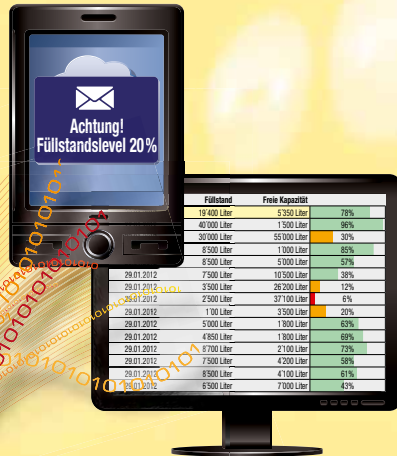 Achtung!
Füllstandslevel 20%
Füllstand Freie Kapazität
19'400 Liter 5'350 Liter 78%
40'000 Liter 1'500 Liter 96%
30'000 Liter 55'000 Liter 30%
8'500 Liter 1'000 Liter 85%
8'500 Liter 5'000 Liter 57%
29.01.2012 7'500 Liter 10'500 Liter 38%
29.01.2012 3'500 Liter 26'200 Liter 12%
29.01.2012 2'500 Liter 37'100 Liter 6%
29.01.2012 1'00 Liter 3'500 Liter 20%
29.01.2012 5'000 Liter 1'800 Liter 63%
29.01.2012 4'850 Liter 1'800 Liter 69%
29.01.2012 8'700 Liter 2'100 Liter 73%
29.01.2012 7'500 Liter 4'200 Liter 58%
29.01.2012 8'500 Liter 4'100 Liter 61%
29.01.2012 6'500 Liter 7'000 Liter 43%